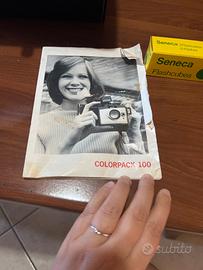 Seneca
Seneca
Flashcubes
COLORPACK 100
subito